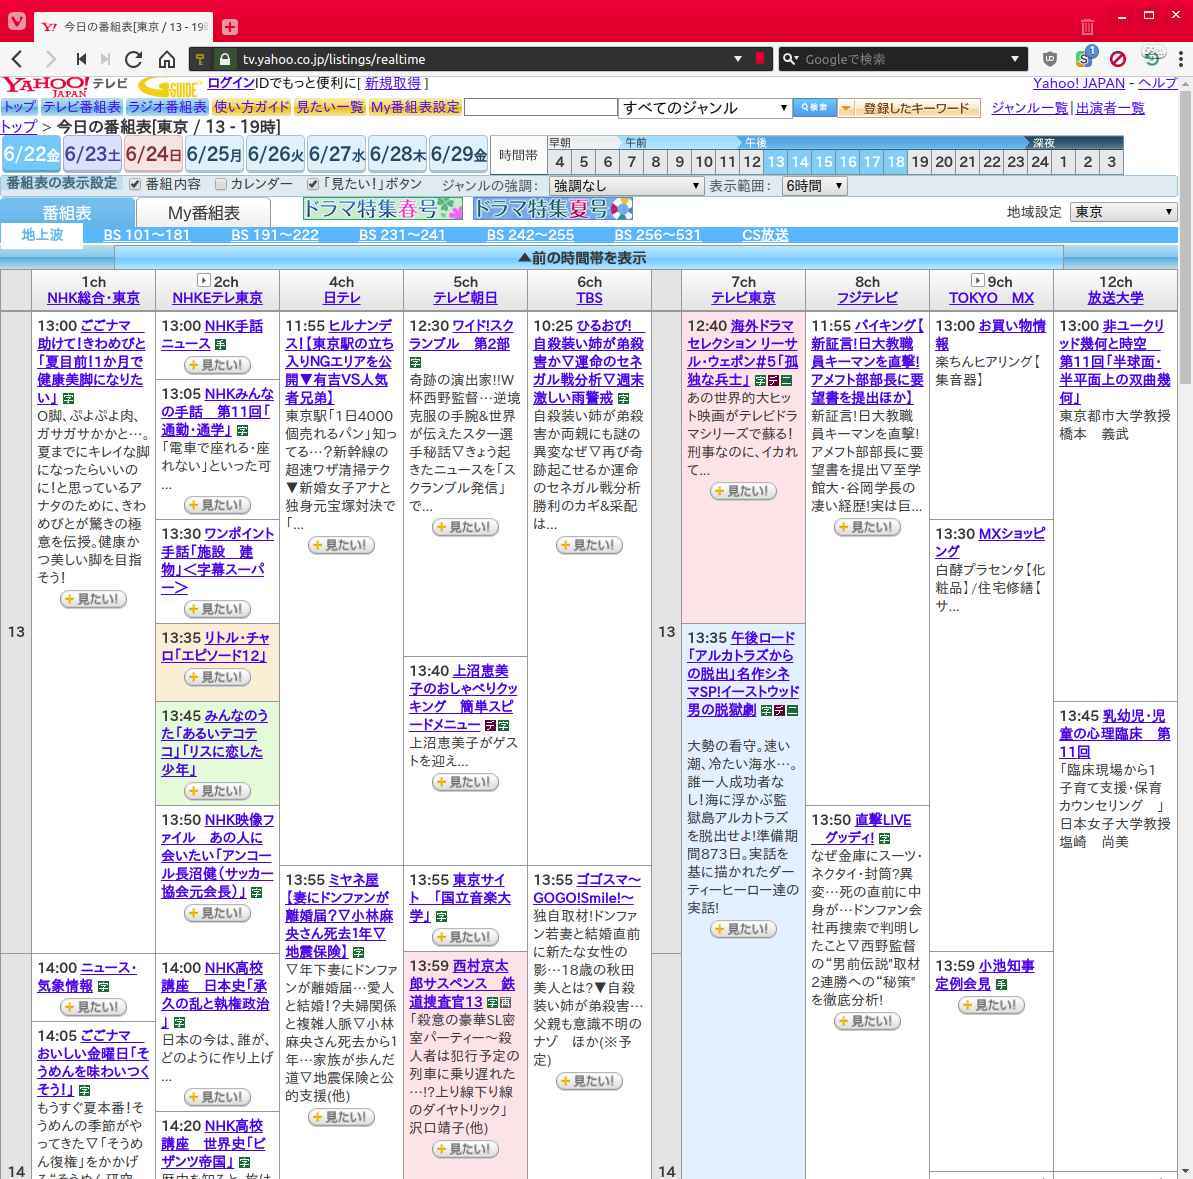 今日の番組表[東京 / 13 - 19時
tv.yahoo.co.jp/listings/realtime
Googleで検索
YAHOO! JAPAN テレビ
G GUIDE
ログインIDでもっと便利に[ 新規取得 ]
Yahoo! JAPAN - ヘルプ
トップ テレビ番組表 ラジオ番組表 使い方ガイド 見たい一覧 My番組表設定
すべてのジャンル
検索
登録したキーワード
ジャンル一覧|出演者一覧
トップ > 今日の番組表[東京 / 13 - 19時]
6/22金 6/23土 6/24日 6/25月 6/26火 6/27水 6/28木 6/29金
時間帯
早朝 午前 午後 深夜
4 5 6 7 8 9 10 11 12 13 14 15 16 17 18 19 20 21 22 23 24 1 2 3
番組表の表示設定 番組内容 カレンダー 「見たい!」ボタン ジャンルの強調: 強調なし 表示範囲: 6時間
番組表 My番組表
ドラマ特集春号 ドラマ特集夏号
地域設定 東京
地上波 BS 101〜181 BS 191〜222 BS 231〜241 BS 242〜255 BS 256〜531 CS放送
▲前の時間帯を表示
1ch
NHK総合・東京
2ch
NHKEテレ東京
4ch
日テレ
5ch
テレビ朝日
6ch
TBS
7ch
テレビ東京
8ch
フジテレビ
9ch
TOKYO MX
12ch
放送大学
13
14
13:00 ごごナマ
助けて!きわめびと
「夏目前!1か月で
健康美脚になりた
い」 字
O脚、ぷよぷよ肉、
ガサガサかかと…。
夏までにキレイな脚
になったらいいの
に!と思っているア
ナタのために、きわ
めびとが驚きの極
意を伝授。健康か
つ美しい脚を目指
そう!
見たい!
14:00 ニュース・
気象情報 字
見たい!
14:05 ごごナマ
おいしい金曜日「そ
うめんを味わいつく
そう!」 字
もうすぐ夏本番!そ
うめんの季節がや
ってきた▽「そうめ
ん復権」をかかげ
13:00 NHK手話
ニュース 手
見たい!
13:05 NHKみんな
の手話 第11回「
通勤・通学」 字
「電車で座れる・座
れない」といった可
...
見たい!
13:30 ワンポイント
手話「施設 建
物」＜字幕スーパ
ー＞
見たい!
13:35 リトル・チャ
ロ「エピソード12」
見たい!
13:45 みんなのう
た「あるいテコテ
コ」「リスに恋した
少年」
見たい!
13:50 NHK映像フ
ァイル あの人に
会いたい「アンコー
ル長沼健(サッカー
協会元会長)」 字
見たい!
14:00 NHK高校
講座 日本史「承
久の乱と執権政治
」 字
日本の今は、誰が、
どのように作り上げ
...
見たい!
14:20 NHK高校
講座 世界史「ビ
ザンツ帝国」 字
11:55 ヒルナンデ
ス!【東京駅の立ち
入りNGエリアを公
開▼有吉VS人気
者兄弟】
東京駅「1日4000
個売れるパン」知っ
てる…?新幹線の
超速ワザ清掃テク
▼新婚女子アナと
独身元宝塚対決で
「...
見たい!
13:55 ミヤネ屋
【妻にドンファンが
離婚届?▽小林麻
央さん死去1年▽
地震保険】 字
▽年下妻にドンファ
ンが離婚届…愛人
と結婚!?夫婦関係
と複雑人脈▽小林
麻央さん死去から1
年…家族が歩んだ
道▽地震保険と公
的支援(他)
見たい!
12:30 ワイド!スク
ランブル 第2部
字
奇跡の演出家!!W
杯西野監督…逆境
克服の手腕&世界
が伝えたスター選
手秘話▽きょう起
きたニュースを「ス
クランブル発信」
で...
見たい!
13:40 上沼恵美
子のおしゃべりクッ
キング 簡単スピ
ードメニュー デ字
上沼恵美子がゲス
トを迎え...
見たい!
13:55 東京サイ
ト 「国立音楽大
学」 字
見たい!
13:59 西村京太
郎サスペンス 鉄
道捜査官13 字再
「殺意の豪華SL密
室パーティー〜殺
人者は犯行予定の
列車に乗り遅れた
…!?上り線下り線
のダイヤトリック」
沢口靖子(他)
見たい!
10:25 ひるおび!
自殺装い姉が弟殺
害か▽運命のセネ
ガル戦分析▽週末
激しい雨警戒 字
自殺装い姉が弟殺
害か両親にも謎の
異変なぜ▽再び奇
跡起こせるか運命
のセネガル戦分析
勝利のカギ&采配
は...
見たい!
13:55 ゴゴスマ〜
GOGO!Smile!〜
独自取材!ドンファ
ン若妻と結婚直前
に新たな女性の
影…18歳の秋田
美人とは?▼自殺
装い姉が弟殺害…
父親も意識不明の
ナゾ ほか(※予
定)
見たい!
12:40 海外ドラマ
セレクション リーサ
ル・ウェポン#5「孤
独な兵士」 字デ二
あの世界的大ヒッ
ト映画がテレビドラ
マシリーズで蘇る!
刑事なのに、イカれ
て...
見たい!
13:35 午後ロード
「アルカトラズから
の脱出」名作シネ
マSP!イーストウッド
男の脱獄劇 字デ二
大勢の看守。速い
潮、冷たい海水…。
誰一人成功者な
し!海に浮かぶ監
獄島アルカトラズ
を脱出せよ!準備期
間873日。実話を
基に描かれたダー
ティーヒーロー達の
実話!
見たい!
11:55 バイキング【
新証言!日大教職
員キーマンを直撃!
アメフト部部長に要
望書を提出ほか】
新証言!日大教職
員キーマンを直撃!
アメフト部部長に要
望書を提出▽至学
館大・谷岡学長の
凄い経歴!実は巨...
見たい!
13:50 直撃LIVE
グッディ! 字
なぜ金庫にスーツ・
ネクタイ・封筒?異
変…死の直前に中
身が…ドンファン会
社再捜索で判明し
たこと▽西野監督
の“男前伝説”取材
2連勝への“秘策”
を徹底分析!
見たい!
13:00 お買い物情
報
楽ちんヒアリング【
集音器】
13:30 MXショッピ
ング
白酵プラセンタ【化
粧品】/住宅修繕【
サ...
13:59 小池知事
定例会見 手
見たい!
13:00 非ユークリ
ッド幾何と時空
第11回「半球面・
半平面上の双曲幾
何」
東京都市大学教授
橋本 義武
13:45 乳幼児・児
童の心理臨床 第
11回
「臨床現場から1
子育て支援・保育
カウンセリング 」
日本女子大学教授
塩崎 尚美